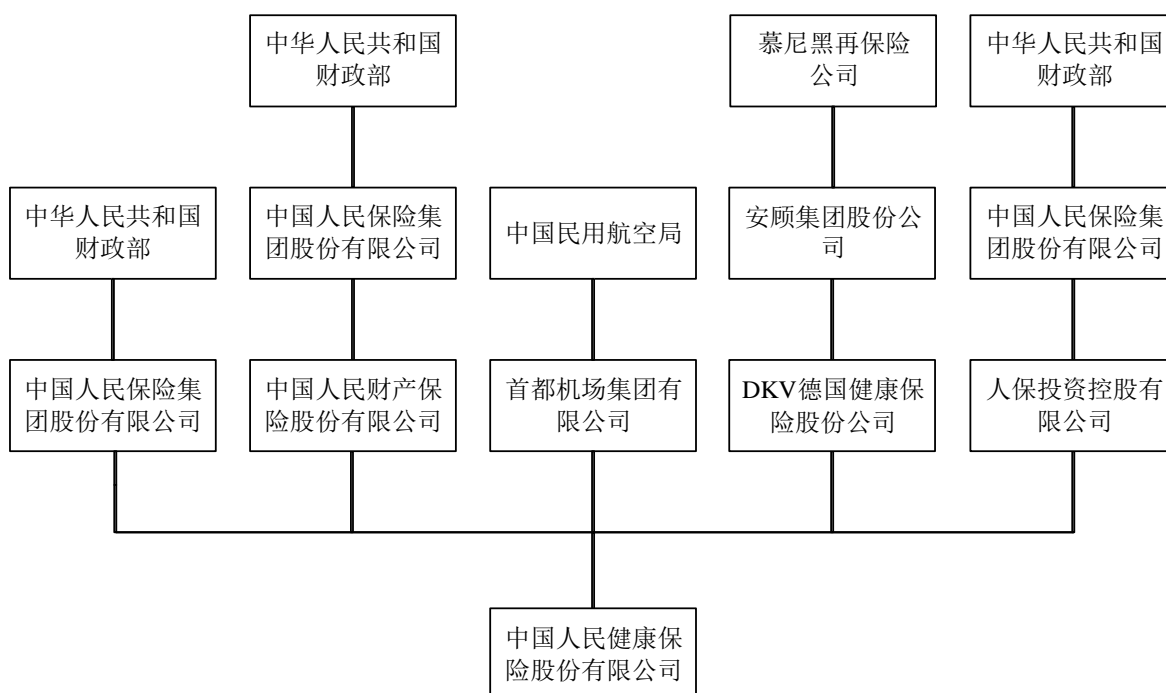 中华人民共和国
财政部
慕尼黑再保险
公司
中华人民共和国
财政部
中华人民共和国
财政部
中国人民保险集
团股份有限公司
中国民用航空局
安顾集团股份公
司
中国人民保险集
团股份有限公司
中国人民保险集
团股份有限公司
中国人民财产保
险股份有限公司
首都机场集团有
限公司
DKV德国健康保
险股份公司
人保投资控股有
限公司
中国人民健康保
险股份有限公司